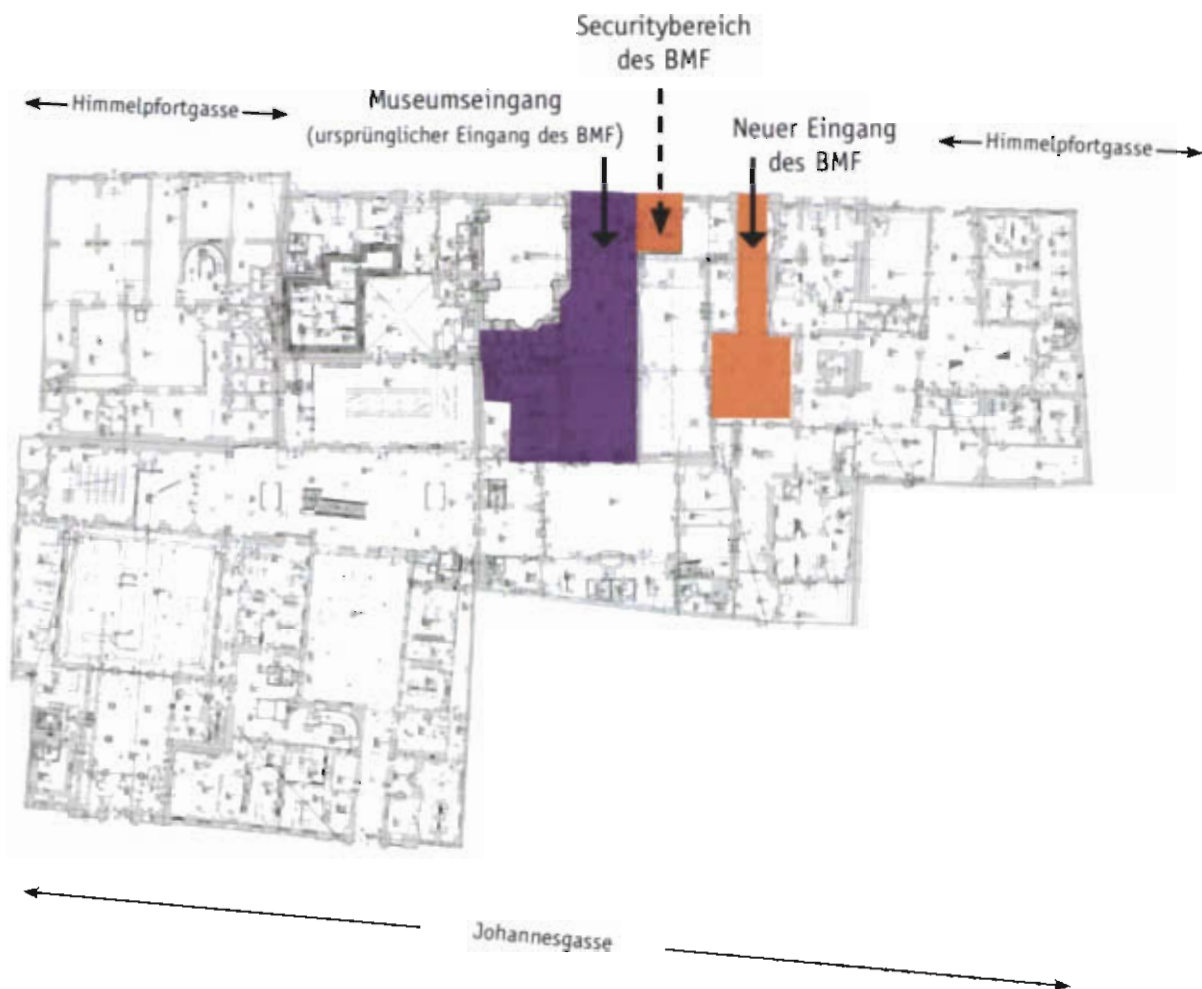 Securitybereich
des BMF
Himmelpfortgasse
Museumseingang
(ursprünglicher Eingang des BMF)
Neuer Eingang
des BMF
Himmelpfortgasse
Johannesgasse